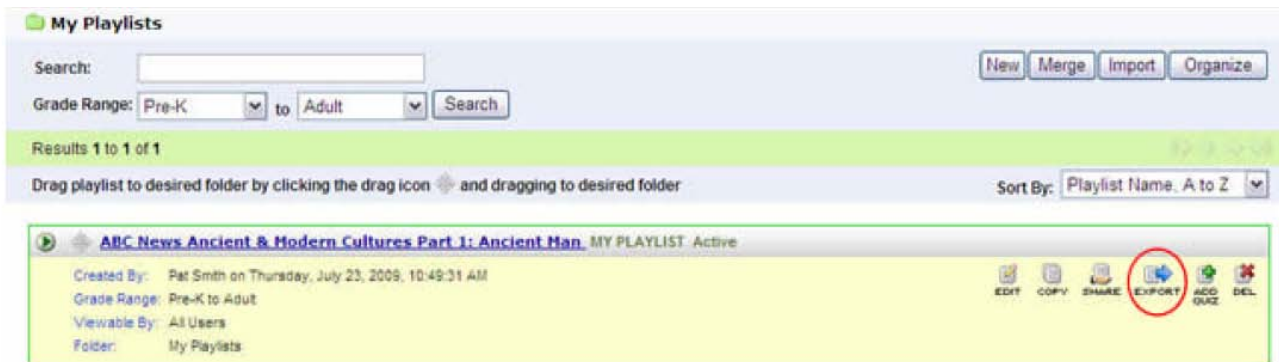 My Playlists
Search:
New Merge Import Organize
Grade Range: Pre-K to Adult Search
Results 1 to 1 of 1
Drag playlist to desired folder by clicking the drag icon and dragging to desired folder
Sort By: Playlist Name, A to Z
ABC News Ancient & Modern Cultures Part 1: Ancient Man MY PLAYLIST Active
Created By: Pat Smith on Thursday, July 23, 2009, 10:49:31 AM
Grade Range: Pre-K to Adult
Viewable By: All Users
Folder: My Playlists
EDIT COPY SHARE EXPORT ADD QUIZ DEL